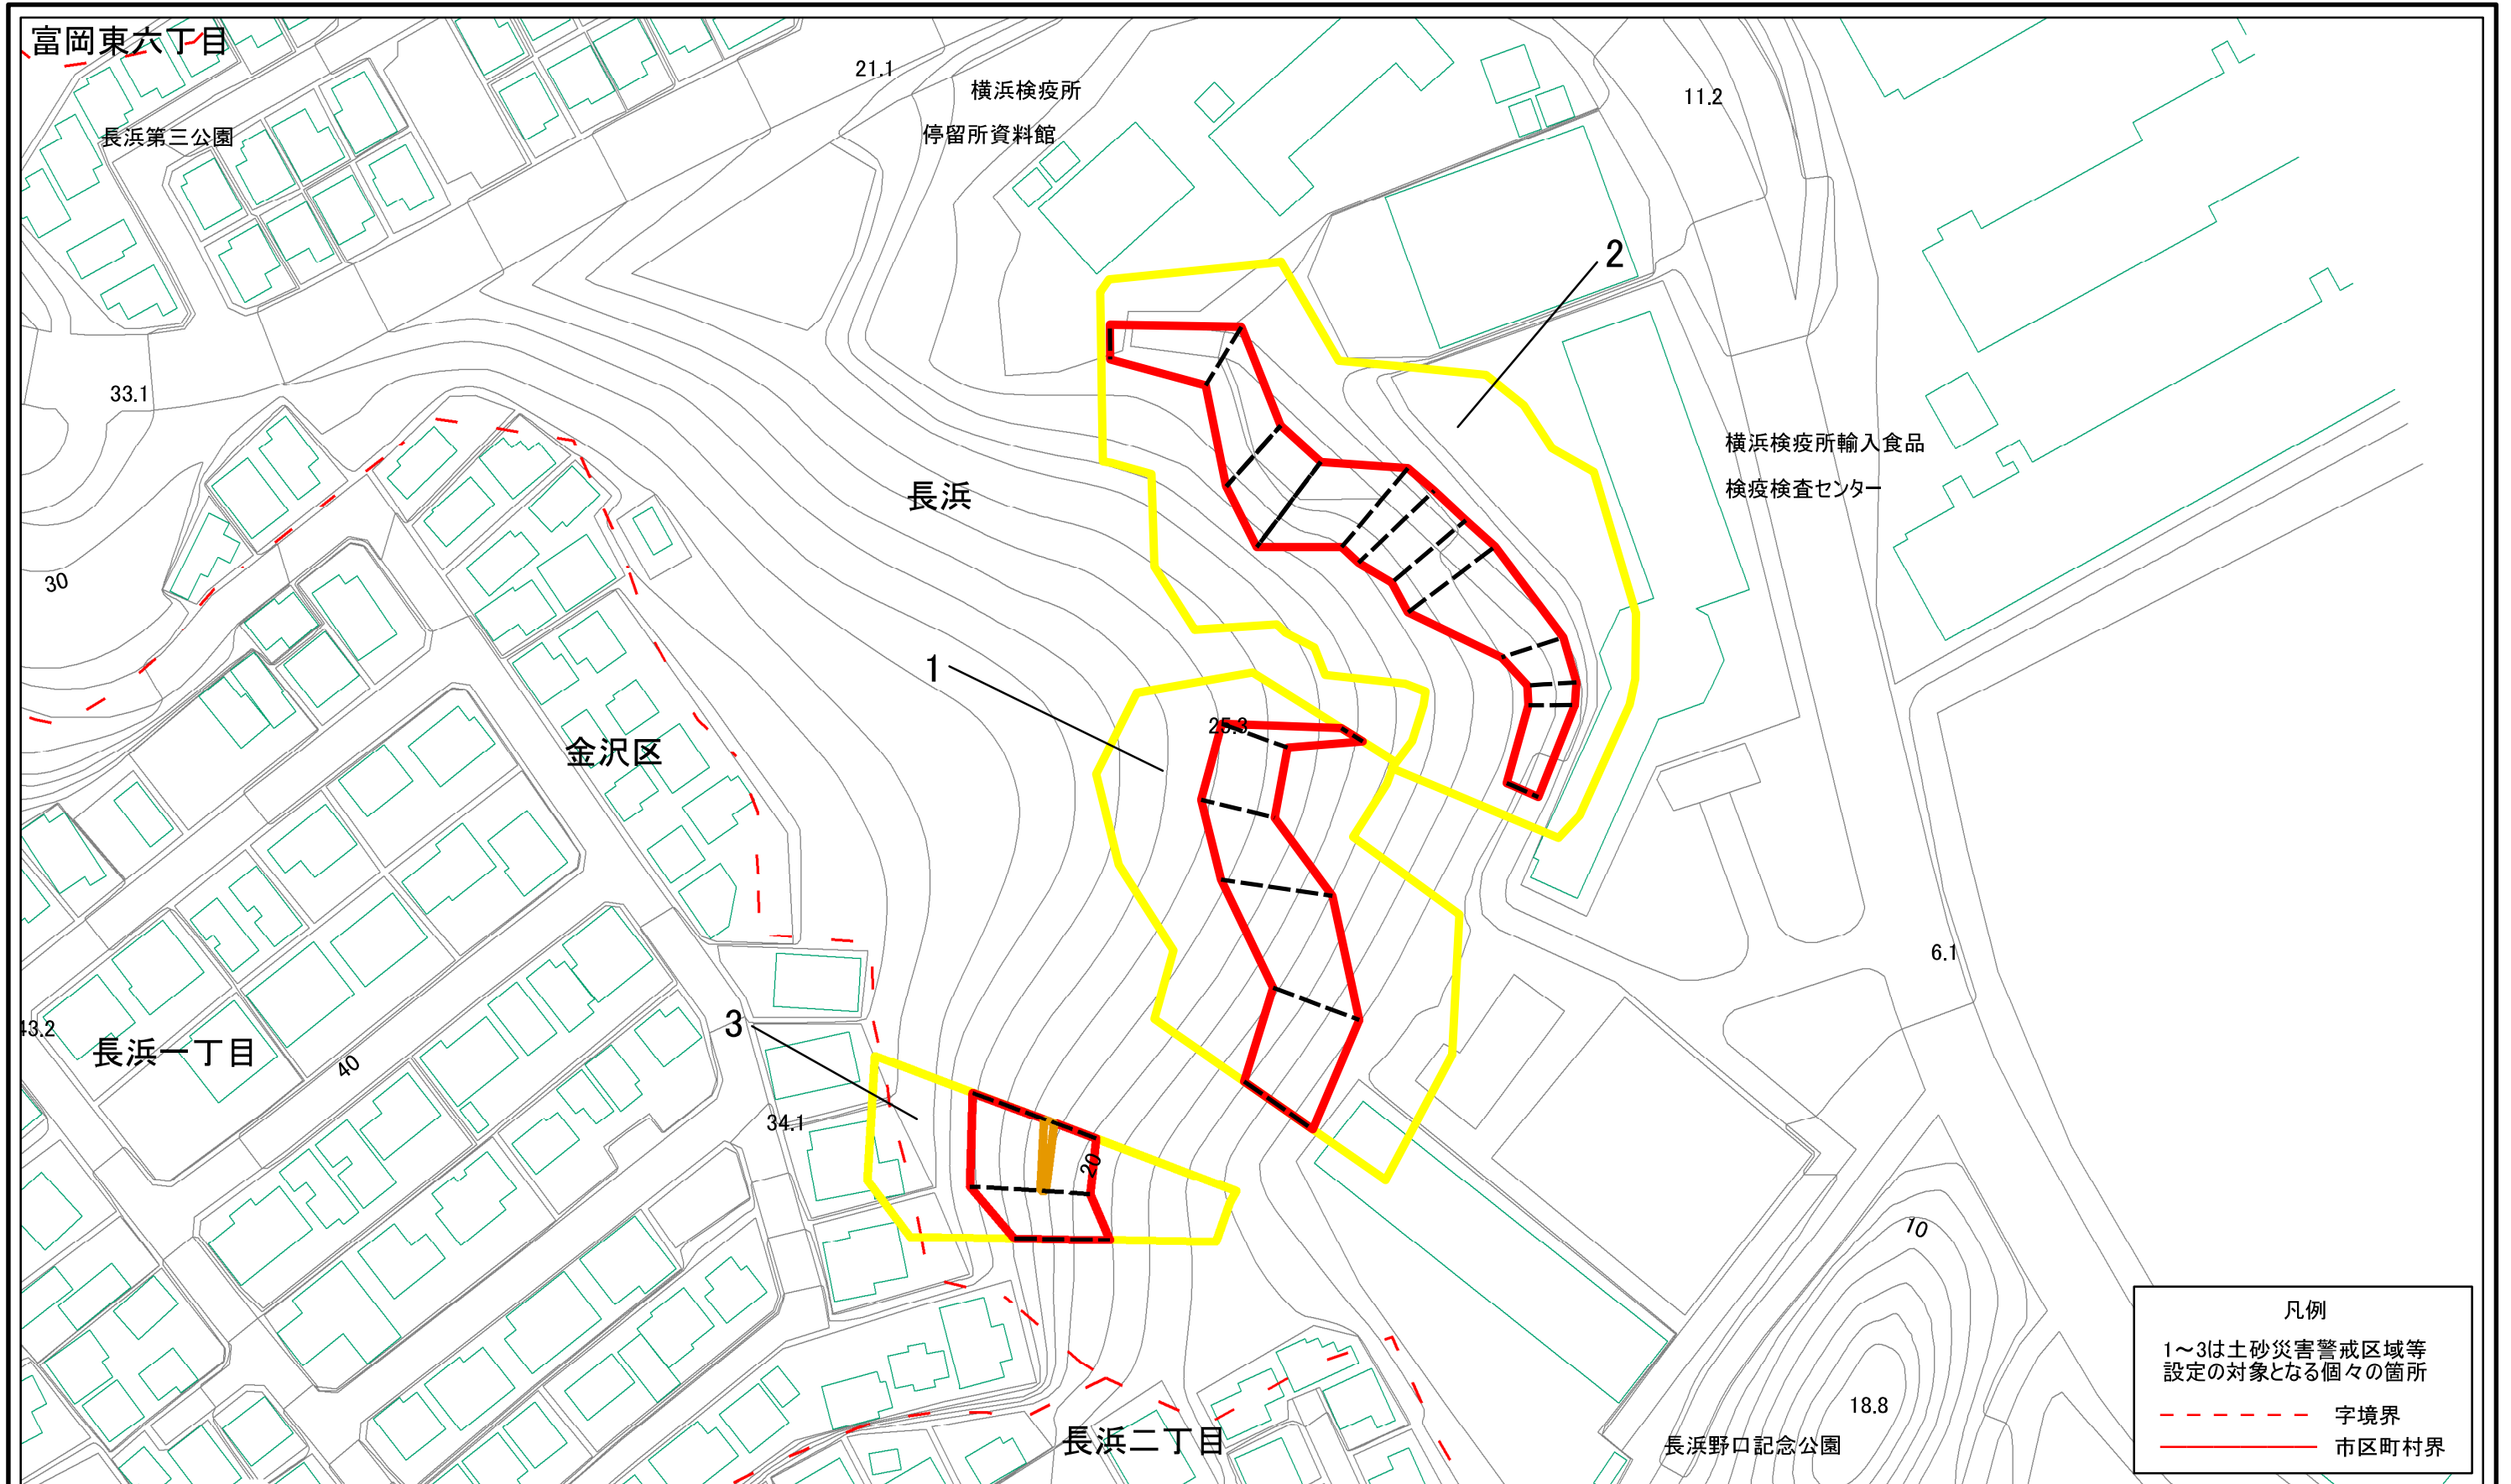 富岡東六丁目
21.1
横浜検疫所
停留所資料館
11.2
長浜第三公園
2
33.1
横浜検疫所輸入食品
検疫検査センター
長浜
30
1
25.3
金沢区
6.1
3
43.2
長浜一丁目
40
34.1
20
10
18.8
長浜二丁目
長浜野口記念公園
凡例
1～3は土砂災害警戒区域等
設定の対象となる個々の箇所
字境界
市区町村界